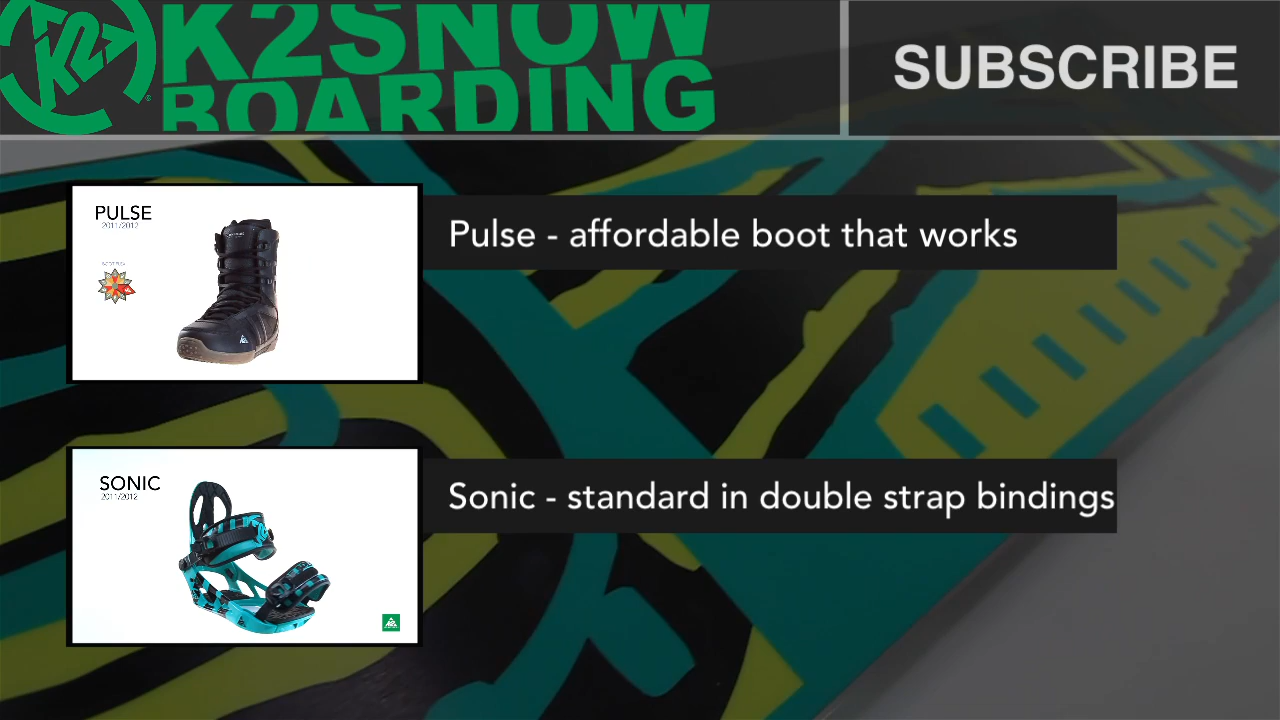 K2SNOW
BOARDING
SUBSCRIBE
PULSE
2011/2012
Pulse - affordable boot that works
SONIC
2011/2012
Sonic - standard in double strap bindings